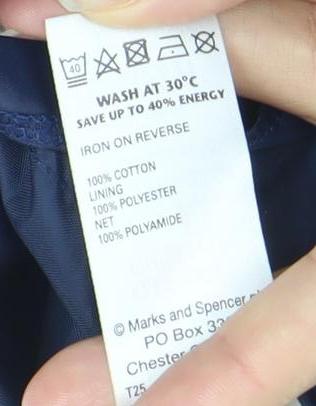 40
WASH AT 30°C
SAVE UP TO 40% ENERGY
IRON ON REVERSE
100% COTTON
LINING
100% POLYESTER
NET
100% POLYAMIDE
© Marks and Spencer
PO Box
Chester
T25